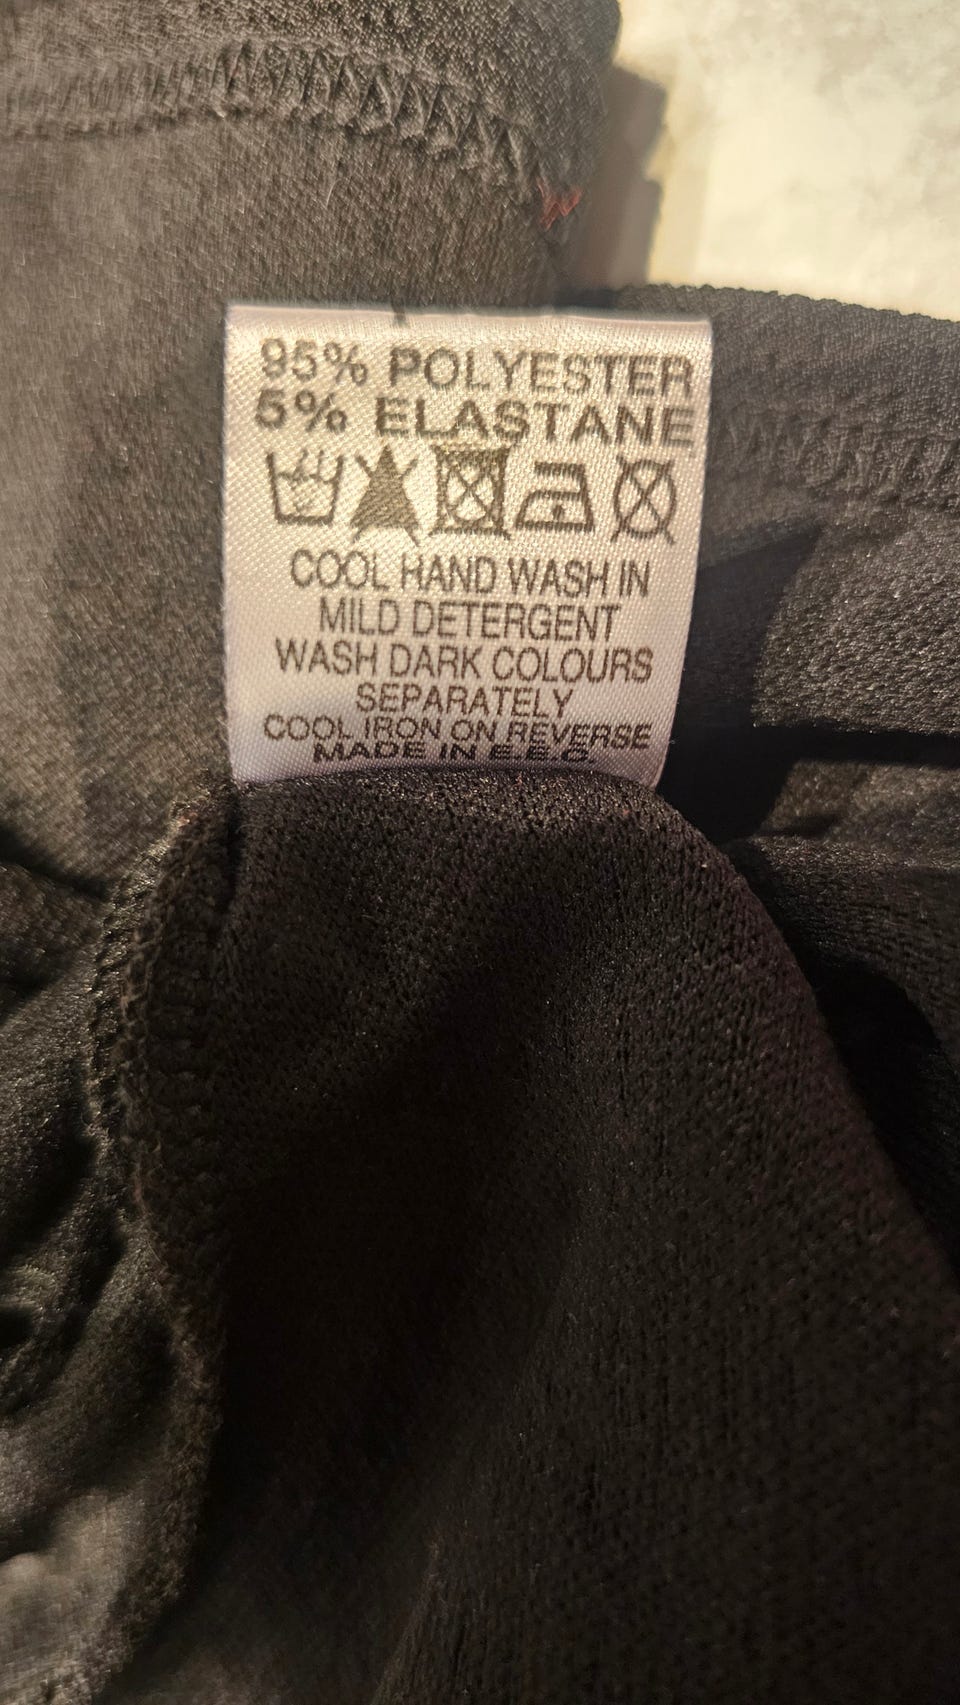 95% POLYESTER
5% ELASTANE
COOL HAND WASH IN
MILD DETERGENT
WASH DARK COLOURS
SEPARATELY
COOL IRON ON REVERSE
MADE IN E.E.C.